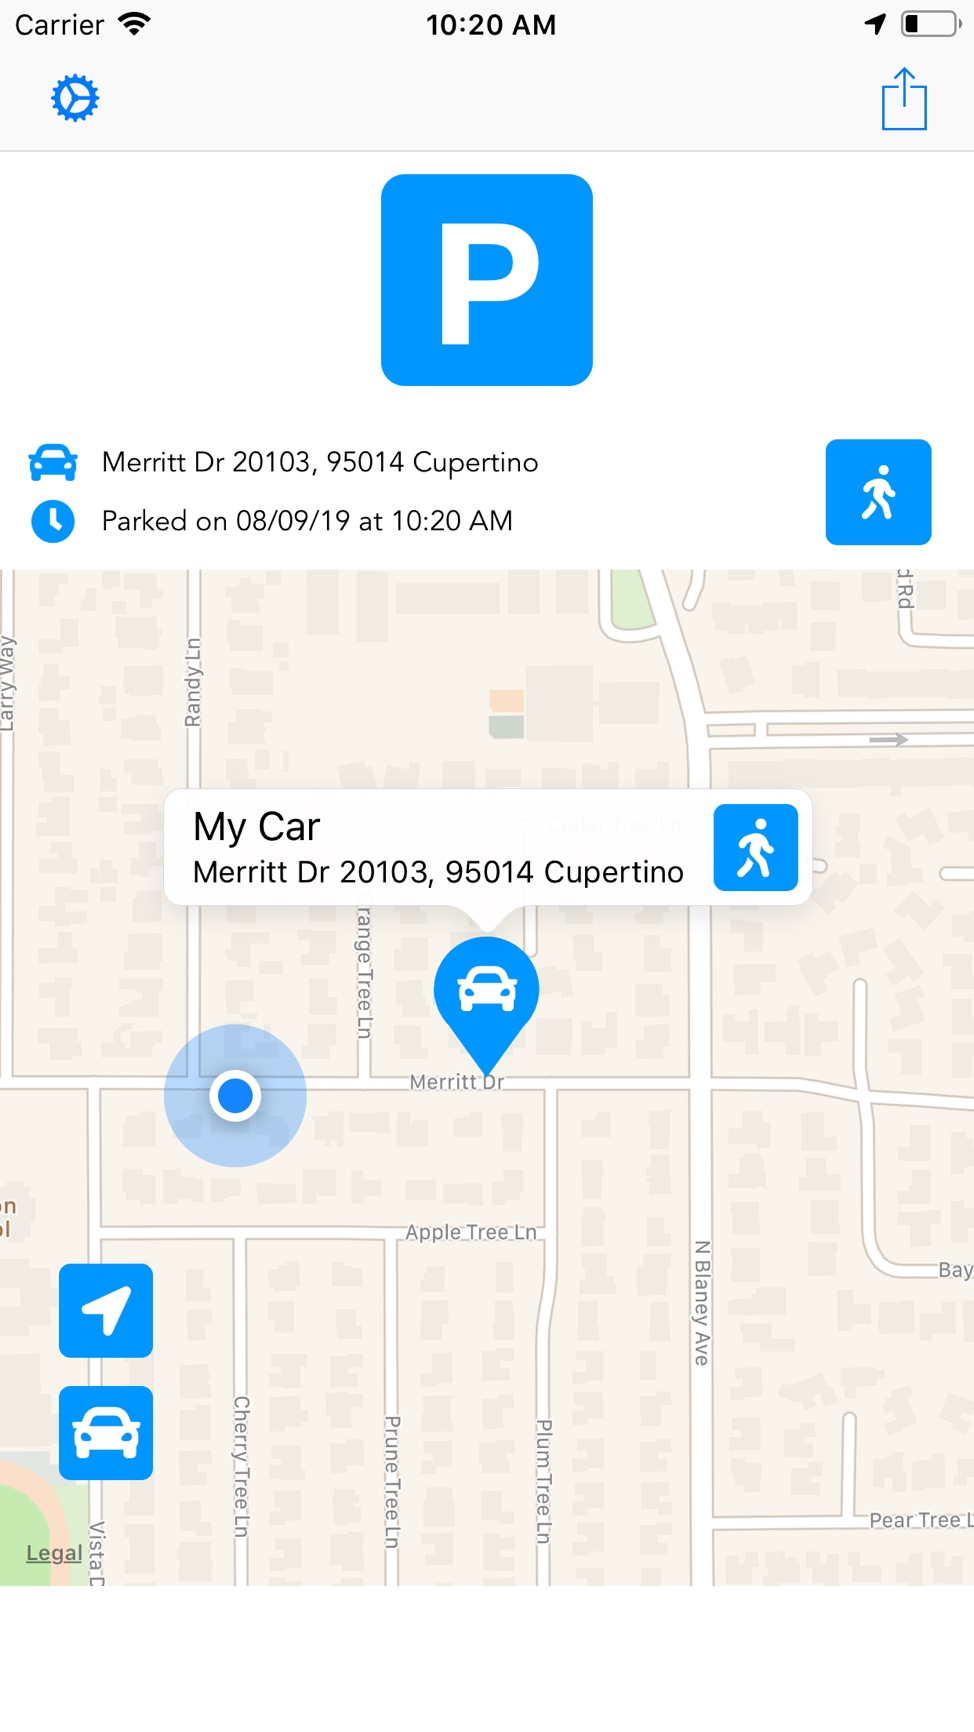 Carrier
10:20 AM
P
Merritt Dr 20103, 95014 Cupertino
Parked on 08/09/19 at 10:20 AM
d Rd
Larry Way
Randy Ln
My Car
Merritt Dr 20103, 95014 Cupertino
Cedar Tree Ln
range Tree Ln
Merritt Dr
on
ol
Apple Tree Ln
N Blaney Ave
Bay
Cherry Tree Ln
Prune Tree Ln
Plum Tree Ln
Pear Tree L
Vista D
Legal